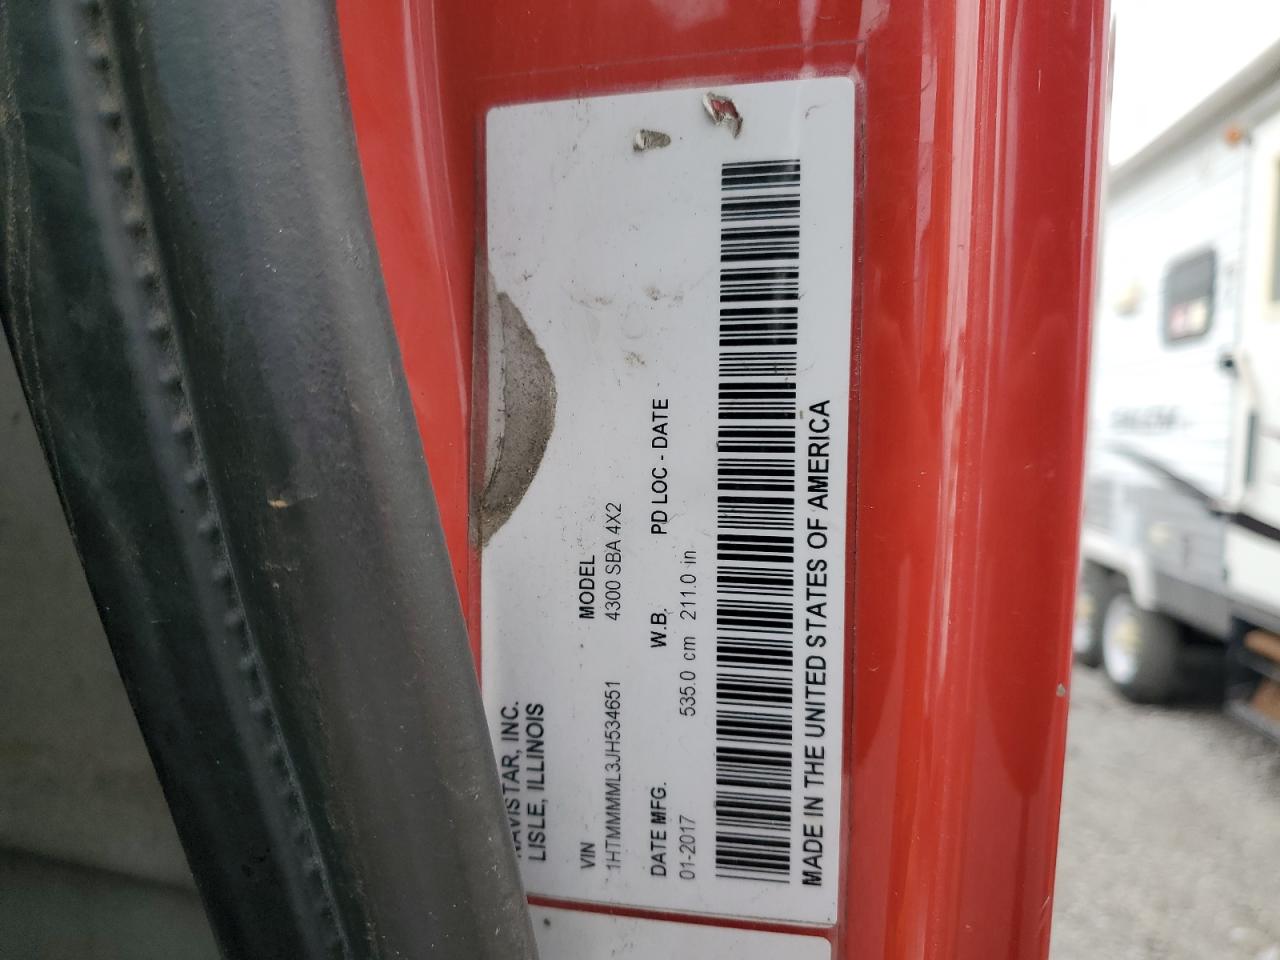 NAVISTAR, INC.
LISLE, ILLINOIS
VIN MODEL
1HTMMMML3JH534651 4300 SBA 4X2
DATE MFG. W.B. PD LOC - DATE
01-2017 535.0 cm 211.0 in
MADE IN THE UNITED STATES OF AMERICA